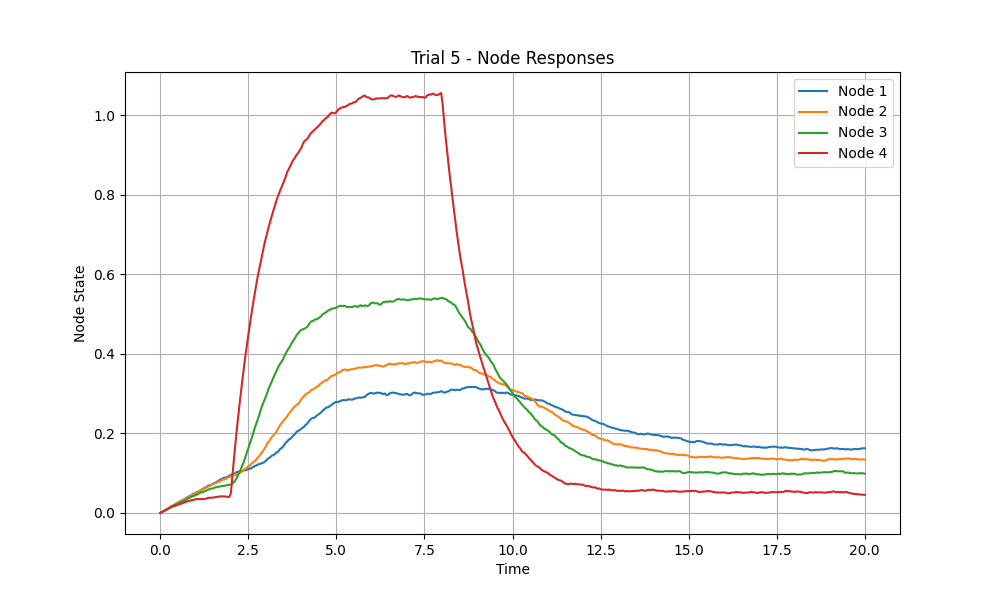 Trial 5 - Node Responses
Node 1
Node 2
Node 3
Node 4
Node State
1.0
0.8
0.6
0.4
0.2
0.0
0.0 2.5 5.0 7.5 10.0 12.5 15.0 17.5 20.0
Time